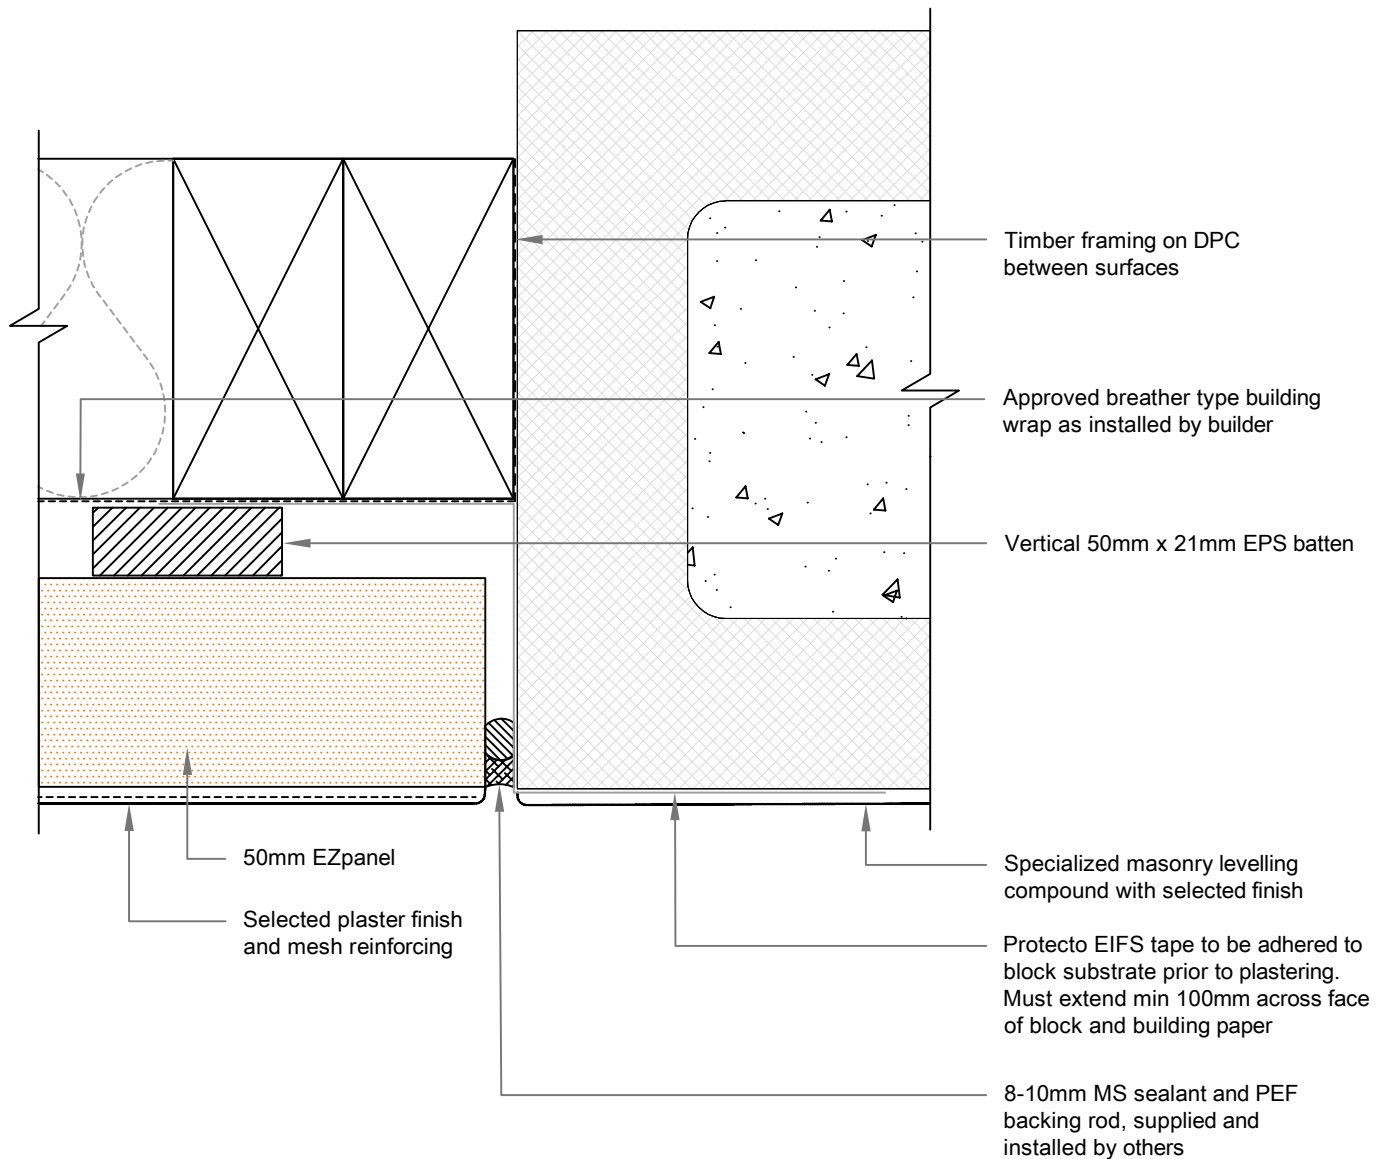 Timber framing on DPC
between surfaces
Approved breather type building
wrap as installed by builder
Vertical 50mm x 21mm EPS batten
50mm EZpanel
Selected plaster finish
and mesh reinforcing
Specialized masonry levelling
compound with selected finish
Protecto EIFS tape to be adhered to
block substrate prior to plastering.
Must extend min 100mm across face
of block and building paper
8-10mm MS sealant and PEF
backing rod, supplied and
installed by others